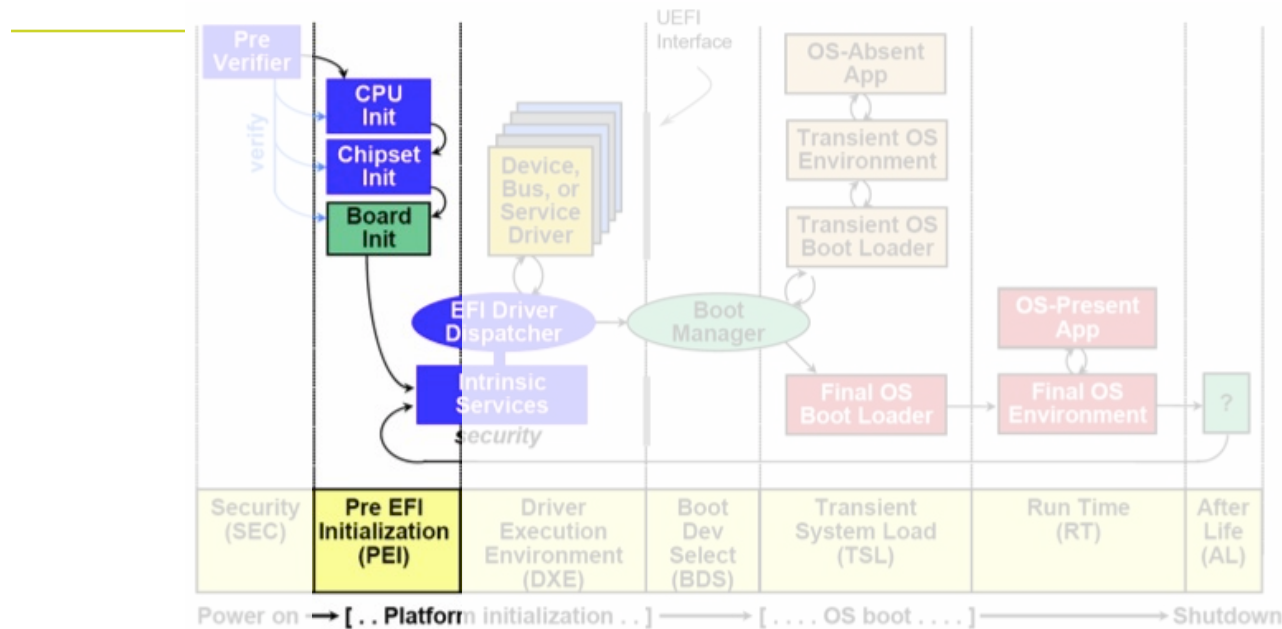 UEFI
Interface
Pre
Verifier
verify
CPU
Init
Chipset
Init
Board
Init
Device,
Bus, or
Service
Driver
EFI Driver
Dispatcher
Intrinsic
Services
security
Boot
Manager
OS-Absent
App
Transient OS
Environment
Transient OS
Boot Loader
Final OS
Boot Loader
OS-Present
App
Final OS
Environment
?
Security
(SEC)
Pre EFI
Initialization
(PEI)
Driver
Execution
Environment
(DXE)
Boot
Dev
Select
(BDS)
Transient
System Load
(TSL)
Run Time
(RT)
After
Life
(AL)
Power on [ . . Platform initialization . . ] [ . . . . OS boot . . . . ] Shutdown